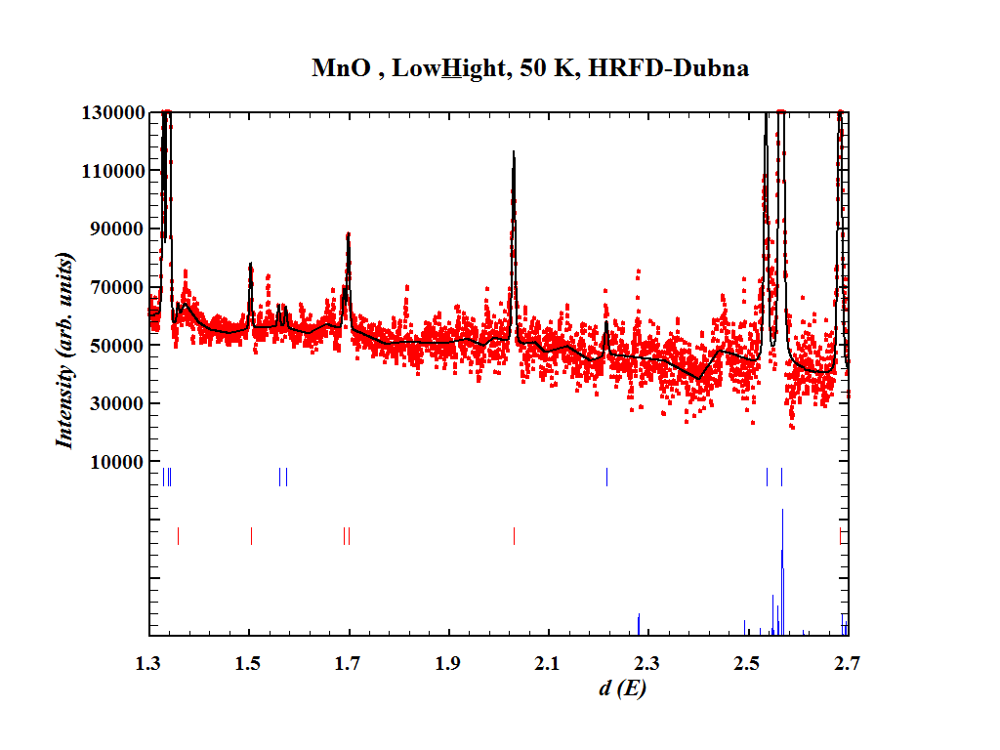 MnO , LowHight, 50 K, HRFD-Dubna
130000
110000
90000
70000
50000
30000
10000
Intensity (arb. units)
1.3 1.5 1.7 1.9 2.1 2.3 2.5 2.7
d (E)